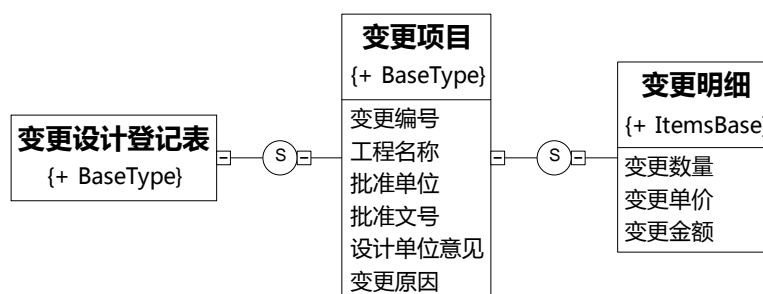 变更设计登记表
{+ BaseType}
S
变更项目
{+ BaseType}
变更编号
工程名称
批准单位
批准文号
设计单位意见
变更原因
S
变更明细
{+ ItemsBase}
变更数量
变更单价
变更金额